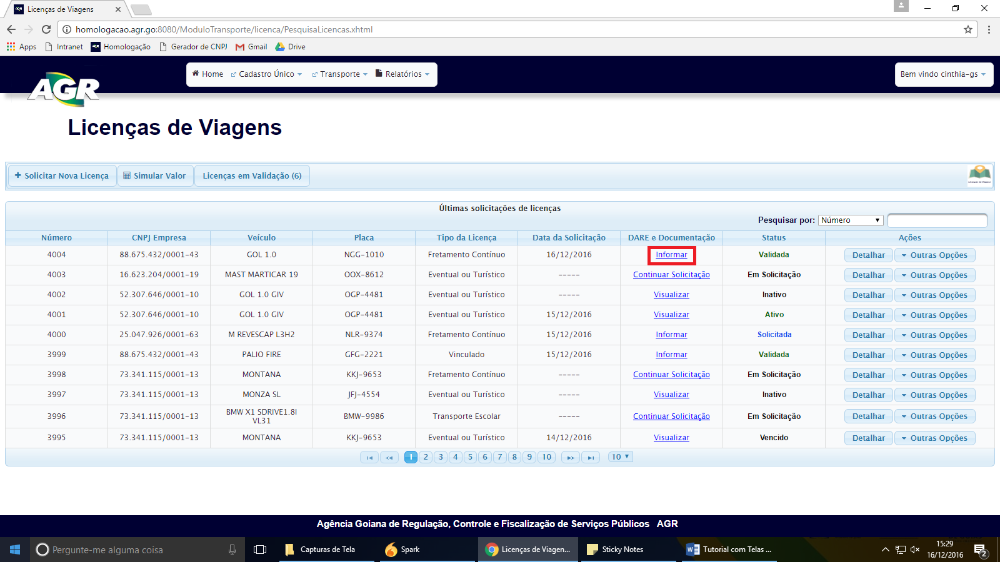 Licenças de Viagens
homologacao.agr.go:8080/ModuloTransporte/licenca/PesquisaLicencas.xhtml
Apps Intranet Homologação Gerador de CNPJ Gmail Drive
AGR
Home Cadastro Único Transporte Relatórios
Bem vindo cinthia-gs
Licenças de Viagens
Solicitar Nova Licença Simular Valor Licenças em Validação (6)
Últimas solicitações de licenças
Pesquisar por: Número
Número CNPJ Empresa Veículo Placa Tipo da Licença Data da Solicitação DARE e Documentação Status Ações
4004 88.675.432/0001-43 GOL 1.0 NGG-1010 Fretamento Contínuo 16/12/2016 Informar Validada Detalhar Outras Opções
4003 16.623.204/0001-19 MAST MARTICAR 19 OOX-8612 Eventual ou Turístico ----- Continuar Solicitação Em Solicitação Detalhar Outras Opções
4002 52.307.646/0001-10 GOL 1.0 GIV OGP-4481 Eventual ou Turístico ----- Visualizar Inativo Detalhar Outras Opções
4001 52.307.646/0001-10 GOL 1.0 GIV OGP-4481 Eventual ou Turístico 15/12/2016 Visualizar Ativo Detalhar Outras Opções
4000 25.047.926/0001-63 M REVESCAP L3H2 NLR-9374 Fretamento Contínuo 15/12/2016 Informar Solicitada Detalhar Outras Opções
3999 88.675.432/0001-43 PALIO FIRE GFG-2221 Vinculado 15/12/2016 Informar Validada Detalhar Outras Opções
3998 73.341.115/0001-13 MONTANA KKJ-9653 Fretamento Contínuo ----- Continuar Solicitação Em Solicitação Detalhar Outras Opções
3997 73.341.115/0001-13 MONZA SL JFJ-4554 Eventual ou Turístico ----- Visualizar Inativo Detalhar Outras Opções
3996 73.341.115/0001-13 BMW X1 SDRIVE1.8I VL31 BMW-9986 Transporte Escolar ----- Continuar Solicitação Em Solicitação Detalhar Outras Opções
3995 73.341.115/0001-13 MONTANA KKJ-9653 Eventual ou Turístico 14/12/2016 Visualizar Vencido Detalhar Outras Opções
1 2 3 4 5 6 7 8 9 10 10
Agência Goiana de Regulação, Controle e Fiscalização de Serviços Públicos AGR
Pergunte-me alguma coisa Capturas de Tela Spark Licenças de Viagen... Sticky Notes Tutorial com Telas ... 15:29
16/12/2016 2